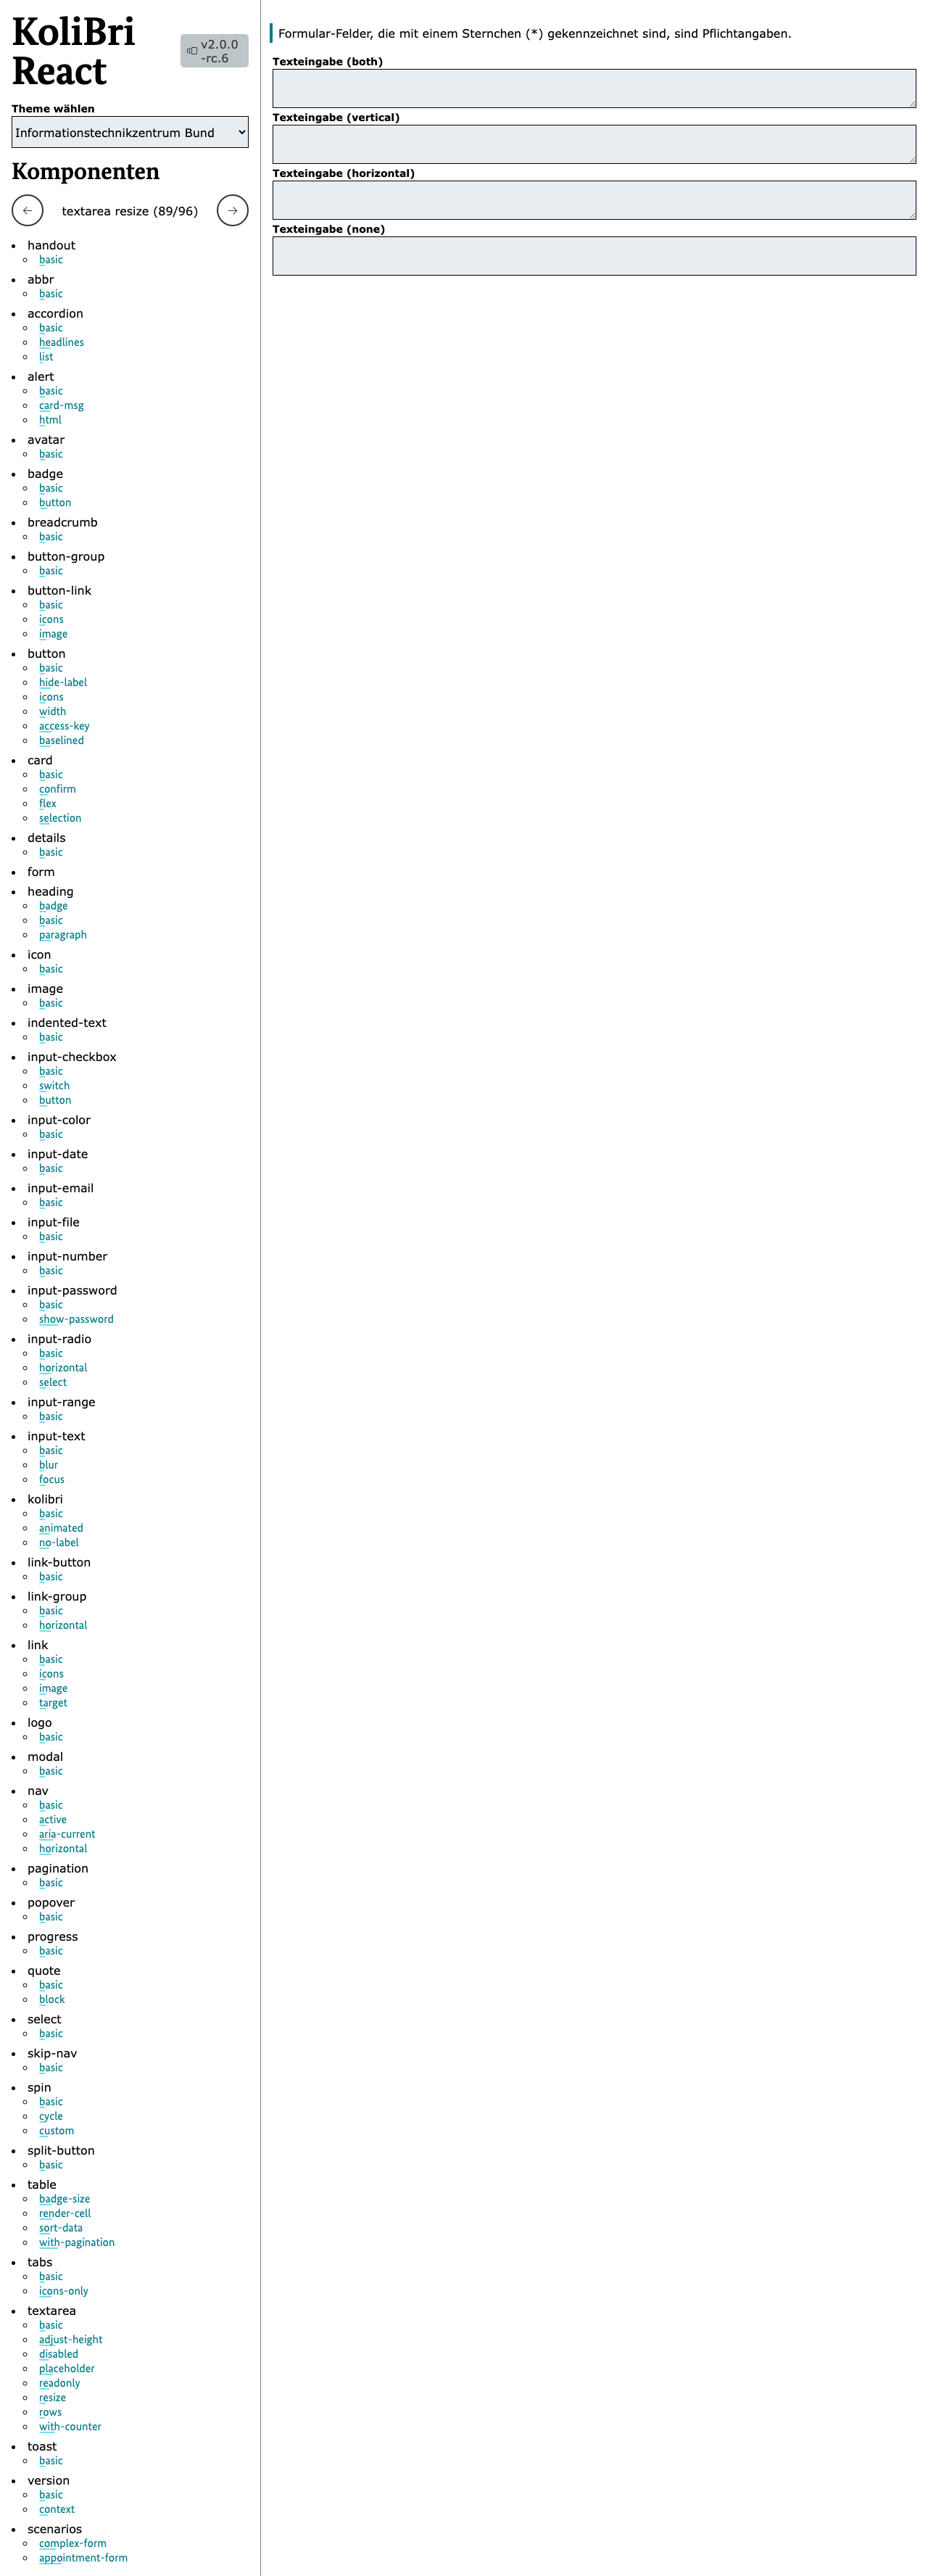 KoliBri
React
v2.0.0
-rc.6
Theme wählen
Informationstechnikzentrum Bund
Komponenten
← textarea resize (89/96) →
handout
basic
abbr
basic
accordion
basic
headlines
list
alert
basic
card-msg
html
avatar
basic
badge
basic
button
breadcrumb
basic
button-group
basic
button-link
basic
icons
image
button
basic
hide-label
icons
width
access-key
baselined
card
basic
confirm
flex
selection
details
basic
form
heading
badge
basic
paragraph
icon
basic
image
basic
indented-text
basic
input-checkbox
basic
switch
button
input-color
basic
input-date
basic
input-email
basic
input-file
basic
input-number
basic
input-password
basic
show-password
input-radio
basic
horizontal
select
input-range
basic
input-text
basic
blur
focus
kolibri
basic
animated
no-label
link-button
basic
link-group
basic
horizontal
link
basic
icons
image
target
logo
basic
modal
basic
nav
basic
active
aria-current
horizontal
pagination
basic
popover
basic
progress
basic
quote
basic
block
select
basic
skip-nav
basic
spin
basic
cycle
custom
split-button
basic
table
badge-size
render-cell
sort-data
with-pagination
tabs
basic
icons-only
textarea
basic
adjust-height
disabled
placeholder
readonly
resize
rows
with-counter
toast
basic
version
basic
context
scenarios
complex-form
appointment-form
Formular-Felder, die mit einem Sternchen (*) gekennzeichnet sind, sind Pflichtangaben.
Texteingabe (both)
Texteingabe (vertical)
Texteingabe (horizontal)
Texteingabe (none)